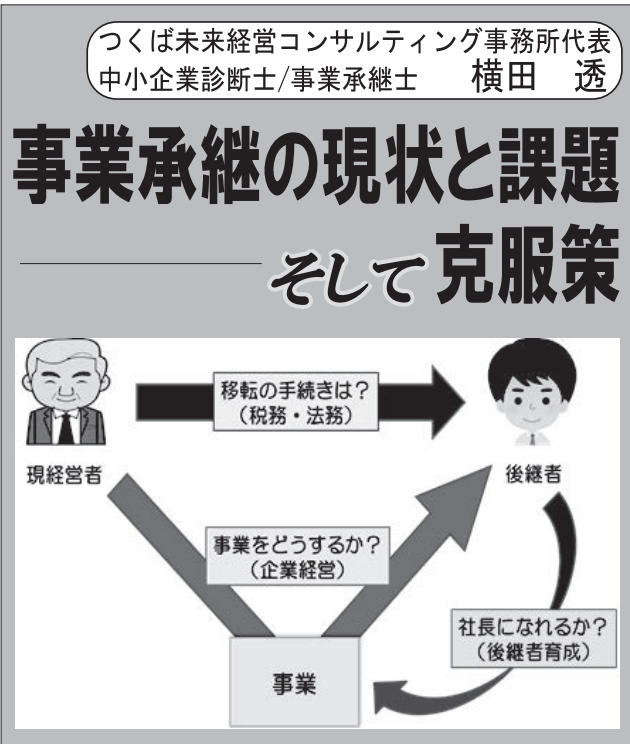 つくば未来経営コンサルティング事務所代表
中小企業診断士/事業承継士　横田　透
事業承継の現状と課題
そして克服策
移転の手続きは？
（税務・法務）
現経営者
後継者
事業をどうするか？
（企業経営）
社長になれるか？
（後継者育成）
事業